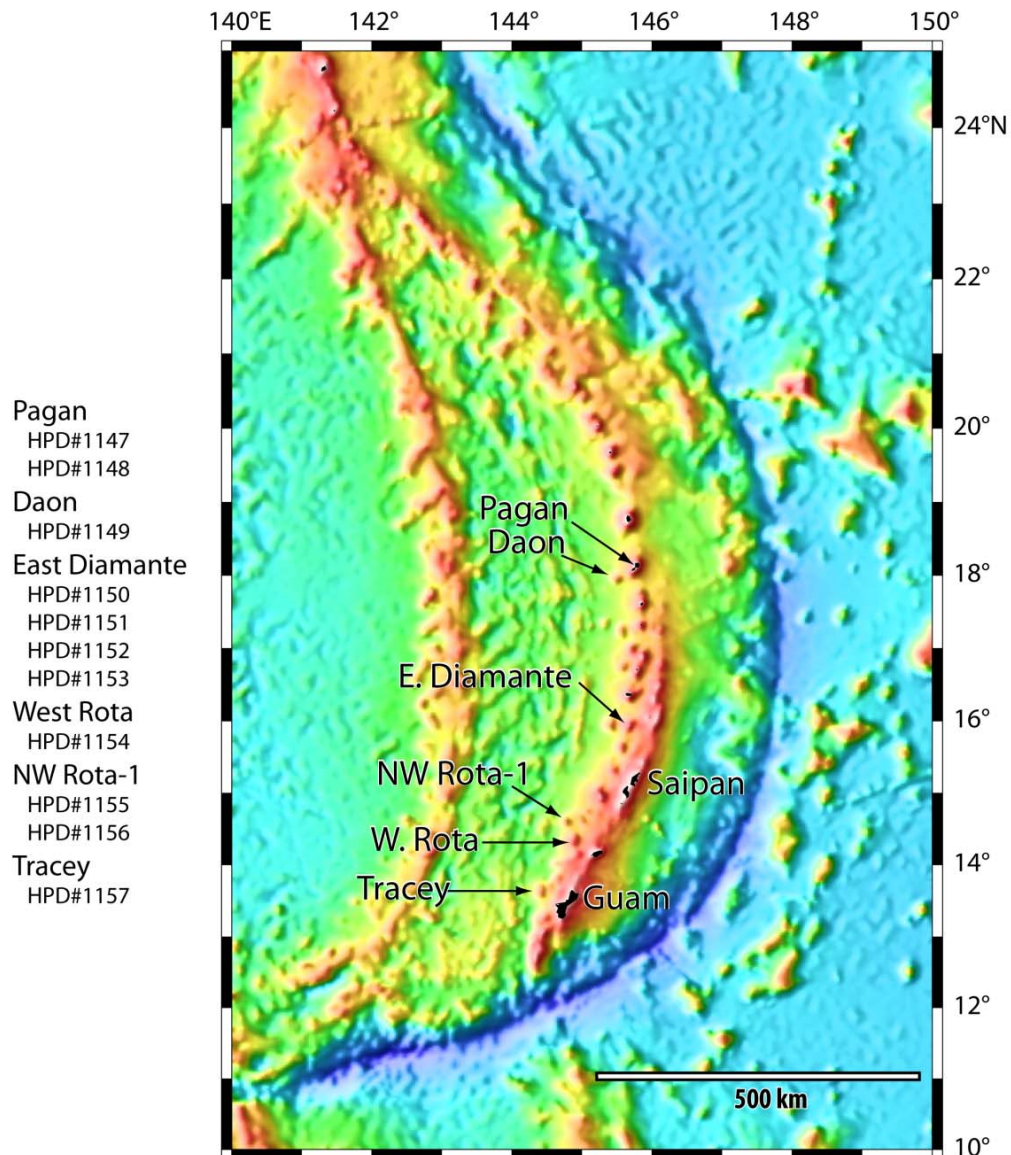 140°E 142° 144° 146° 148° 150°
24°N
22°
20°
18°
16°
14°
12°
10°
Pagan
HPD#1147
HPD#1148
Daon
HPD#1149
East Diamante
HPD#1150
HPD#1151
HPD#1152
HPD#1153
West Rota
HPD#1154
NW Rota-1
HPD#1155
HPD#1156
Tracey
HPD#1157
Pagan
Daon
E. Diamante
NW Rota-1
Saipan
W. Rota
Tracey
Guam
500 km